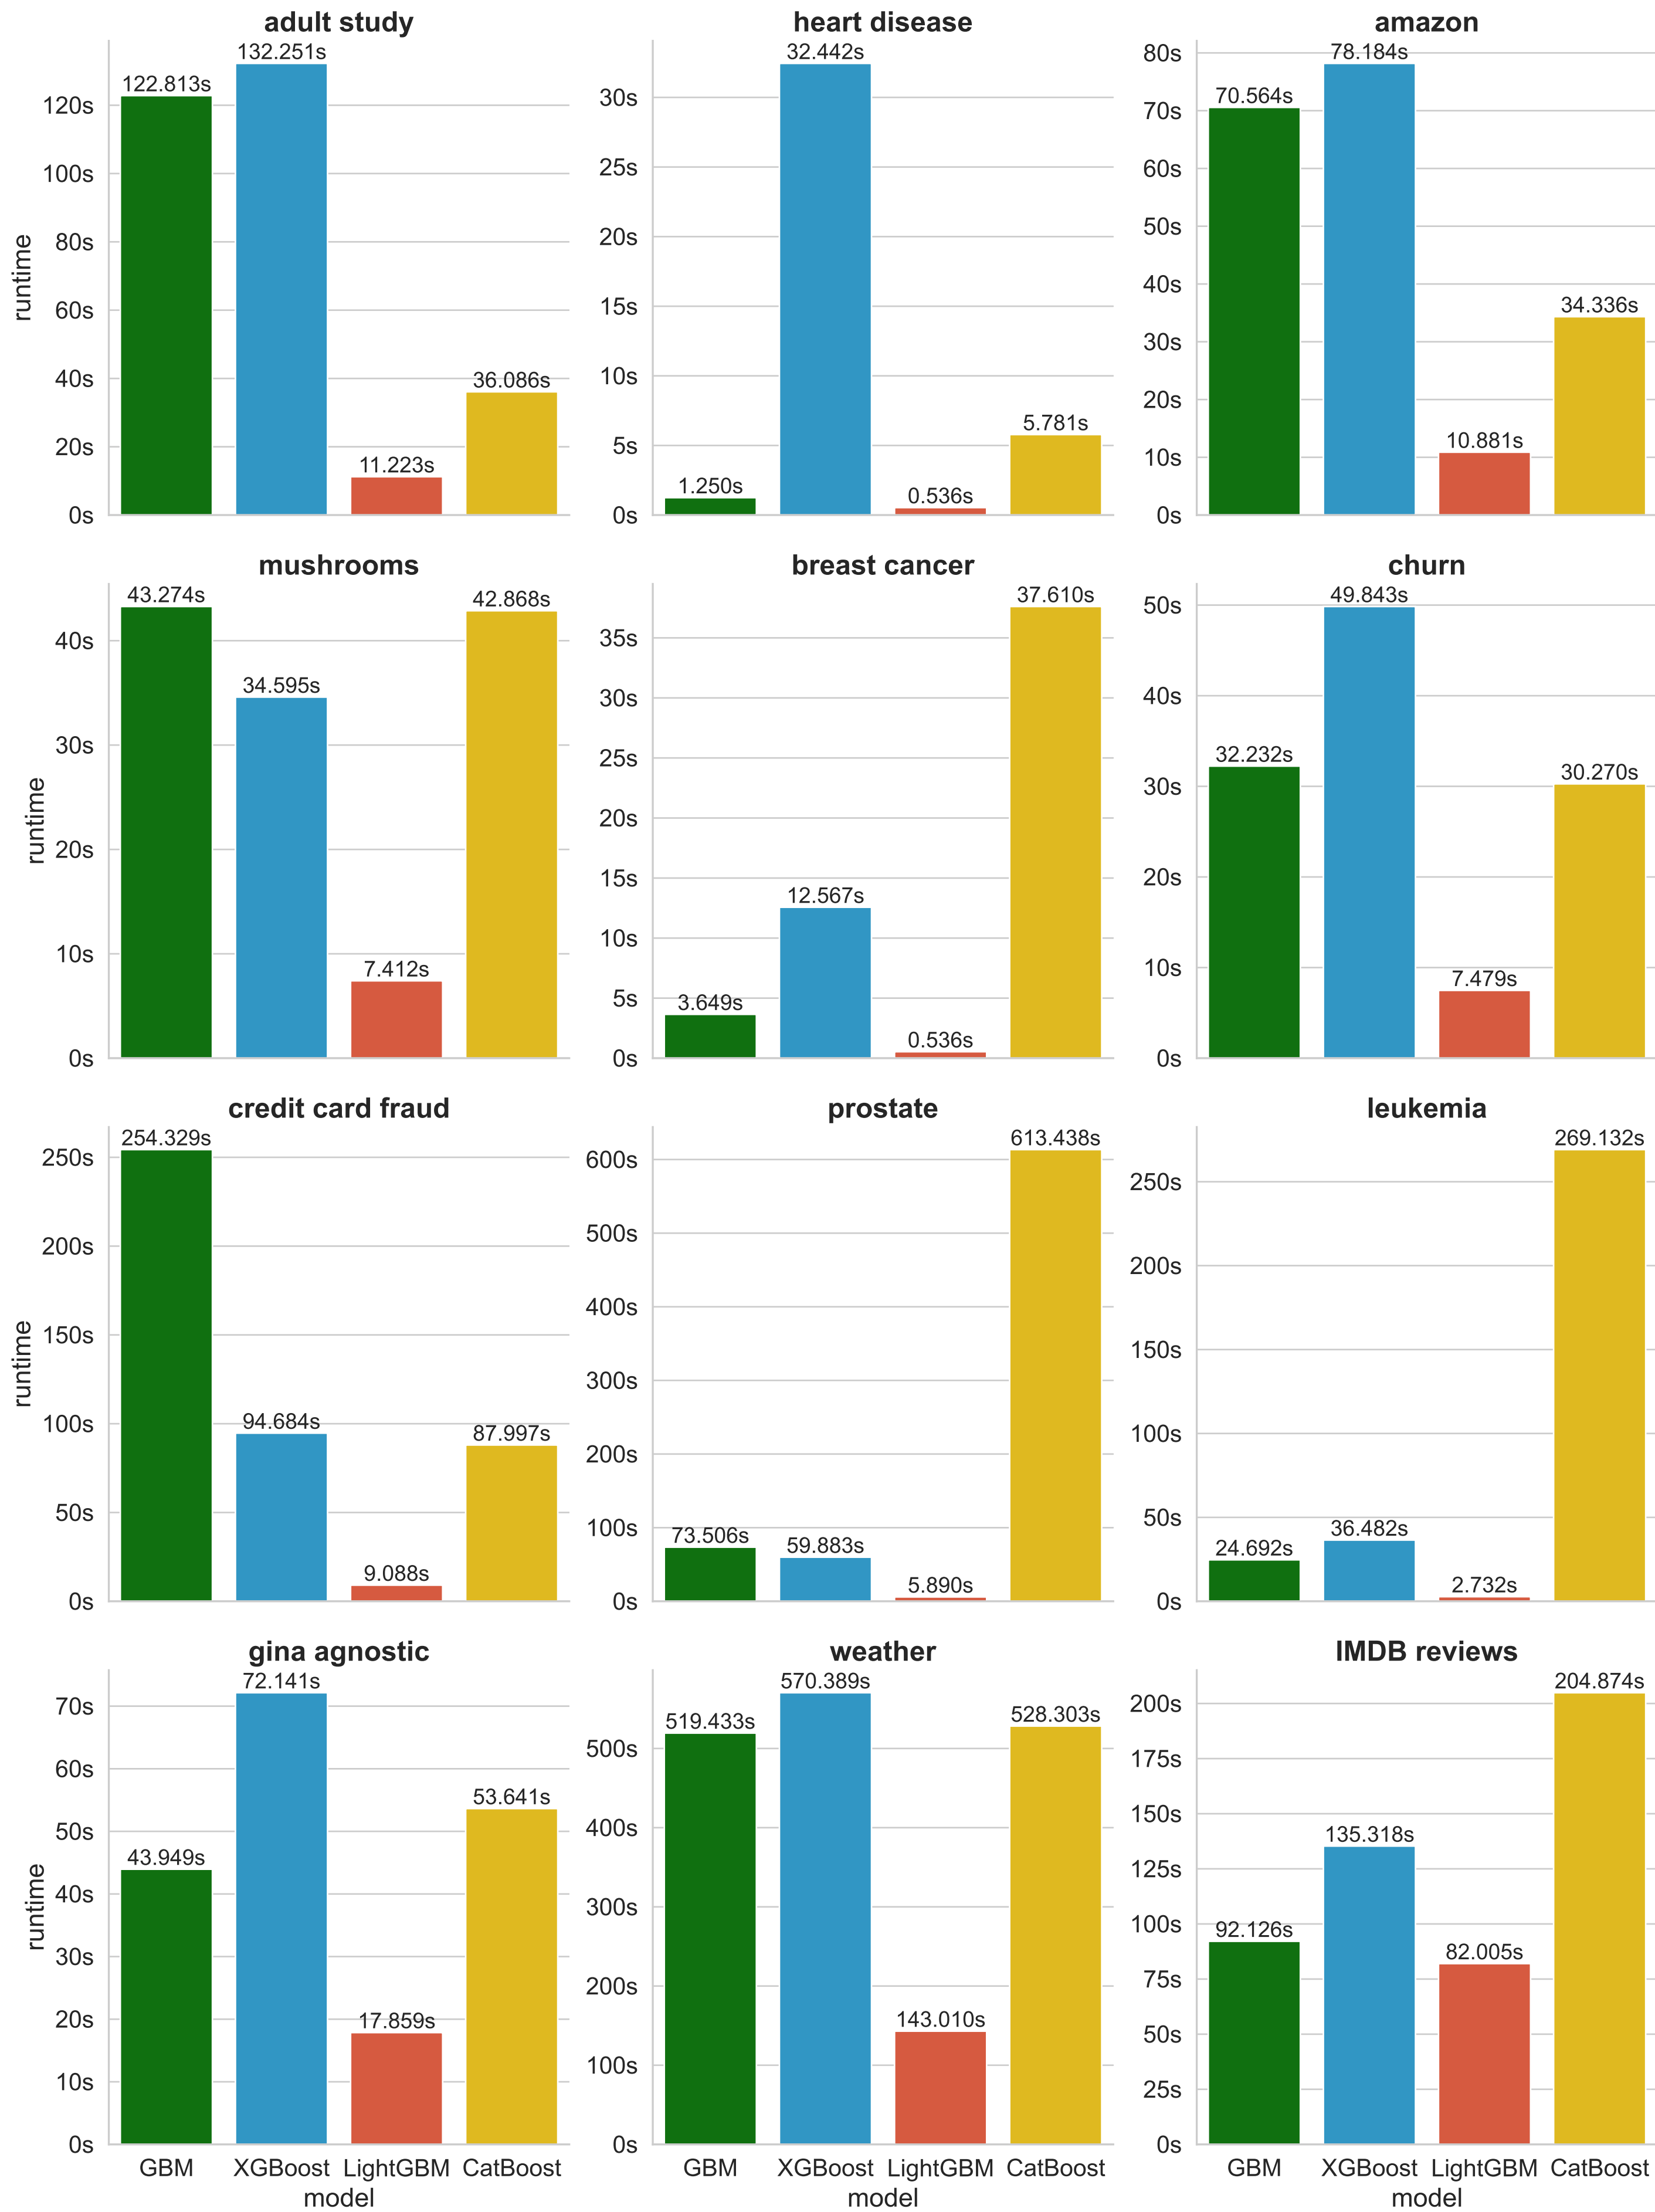 adult study
132.251s
122.813s
120s
100s
80s
runtime
60s
40s
36.086s
20s
11.223s
0s
heart disease
32.442s
30s
25s
20s
15s
10s
5.781s
5s
1.250s
0.536s
0s
amazon
80s
78.184s
70.564s
70s
60s
50s
40s
34.336s
30s
20s
10.881s
10s
0s
mushrooms
43.274s
42.868s
40s
34.595s
30s
runtime
20s
10s
7.412s
0s
breast cancer
37.610s
35s
30s
25s
20s
15s
12.567s
10s
5s
3.649s
0.536s
0s
churn
50s
49.843s
40s
32.232s
30.270s
30s
20s
10s
7.479s
0s
credit card fraud
254.329s
250s
200s
150s
runtime
100s
94.684s
87.997s
50s
9.088s
0s
prostate
613.438s
600s
500s
400s
300s
200s
100s
73.506s
59.883s
5.890s
0s
leukemia
269.132s
250s
200s
150s
100s
50s
36.482s
24.692s
2.732s
0s
gina agnostic
72.141s
70s
60s
53.641s
50s
43.949s
40s
runtime
30s
20s
17.859s
10s
0s
GBM XGBoost LightGBM CatBoost
model
weather
570.389s
528.303s
519.433s
500s
400s
300s
200s
143.010s
100s
0s
GBM XGBoost LightGBM CatBoost
model
IMDB reviews
204.874s
200s
175s
150s
135.318s
125s
100s
92.126s
82.005s
75s
50s
25s
0s
GBM XGBoost LightGBM CatBoost
model